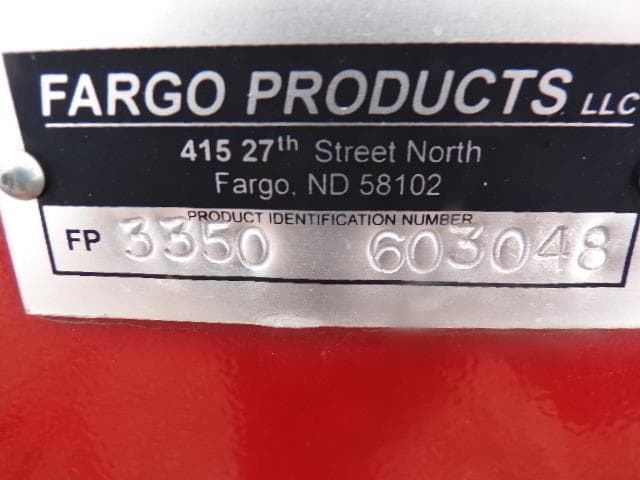 FARGO PRODUCTS LLC
415 27th Street North
Fargo, ND 58102
PRODUCT IDENTIFICATION NUMBER
FP 3350 603048